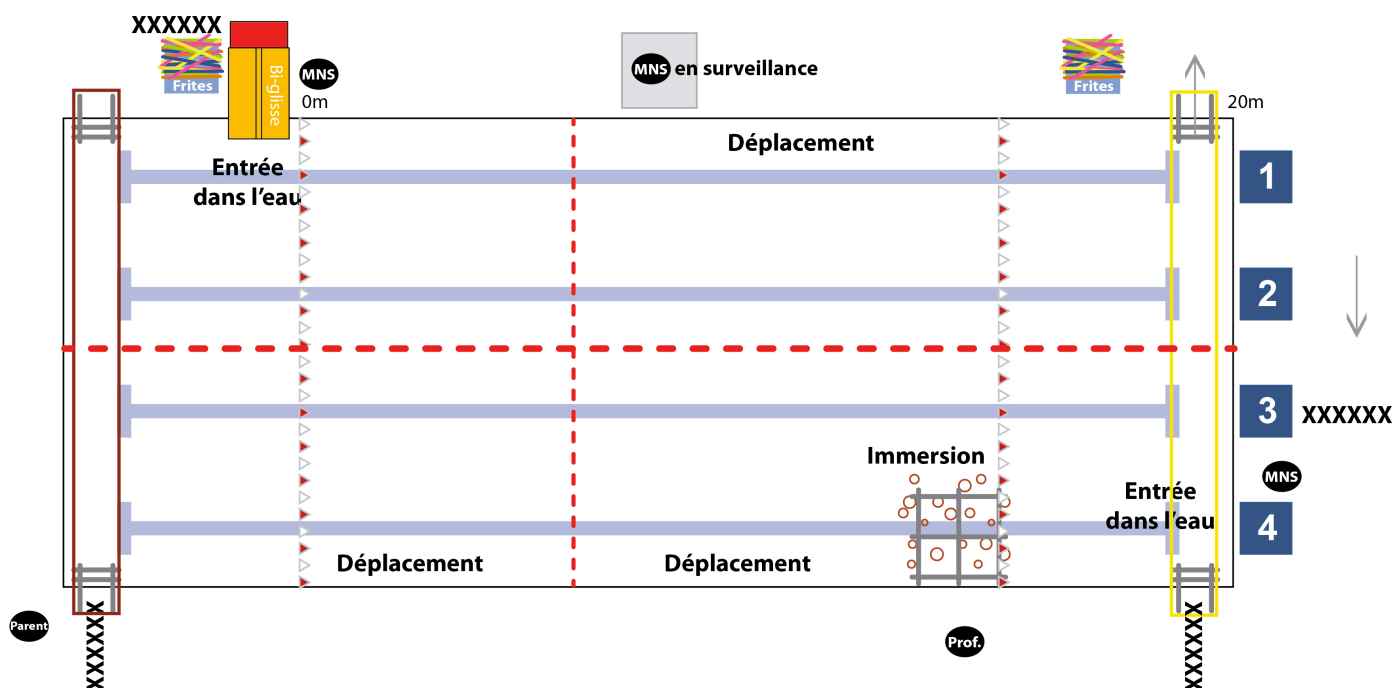 XXXXXX
Frites
Bi-glisse
MNS
0m
MNS en surveillance
Frites
20m
Déplacement
Entrée
dans l'eau
1
2
3
XXXXXX
Immersion
MNS
Entrée
dans l'eau
4
Déplacement
Déplacement
Parent
XXXXXX
Prof.
XXXXXX